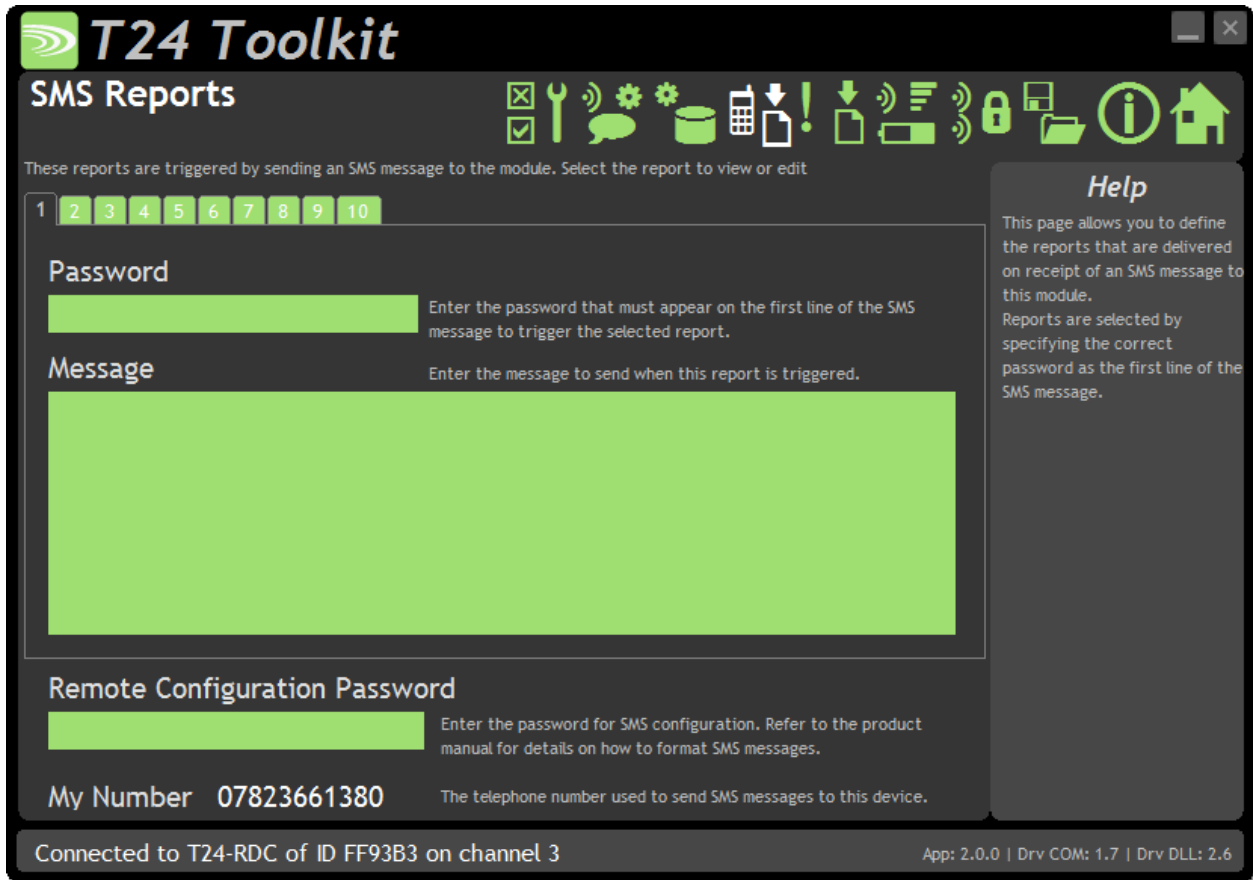 T24 Toolkit
SMS Reports
These reports are triggered by sending an SMS message to the module. Select the report to view or edit
1 2 3 4 5 6 7 8 9 10
Password
Enter the password that must appear on the first line of the SMS
message to trigger the selected report.
Message
Enter the message to send when this report is triggered.
Remote Configuration Password
Enter the password for SMS configuration. Refer to the product
manual for details on how to format SMS messages.
My Number 07823661380
The telephone number used to send SMS messages to this device.
Help
This page allows you to define
the reports that are delivered
on receipt of an SMS message to
this module.
Reports are selected by
specifying the correct
password as the first line of the
SMS message.
Connected to T24-RDC of ID FF93B3 on channel 3
App: 2.0.0 | Drv COM: 1.7 | Drv DLL: 2.6